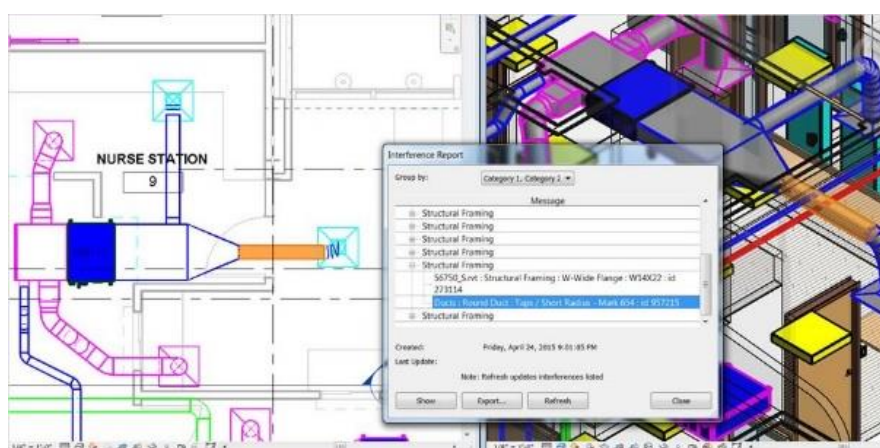 NURSE STATION
9
Interference Report
Group by:
Category 1, Category 2
Message
Structural Framing
Structural Framing
Structural Framing
Structural Framing
Structural Framing
S6750_S.rvt : Structural Framing : W-Wide Flange : W14X22 : id
273114
Ducts : Round Duct : Taps / Short Radius - Mark 654 : id 957215
Structural Framing
Created:
Friday, April 24, 2015 9:01:05 PM
Last Update:
Note: Refresh updates interferences listed
Show
Export...
Refresh
Close